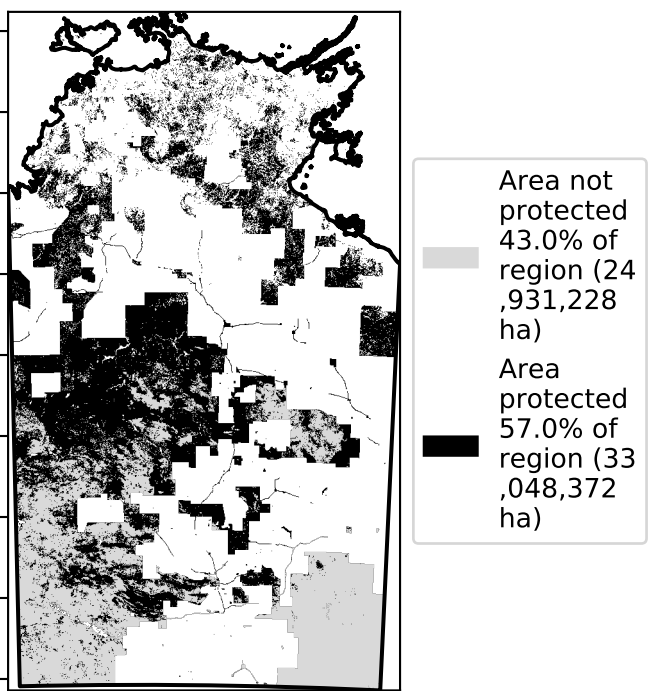 Area not
protected
43.0% of
region (24
,931,228
ha)
Area
protected
57.0% of
region (33
,048,372
ha)